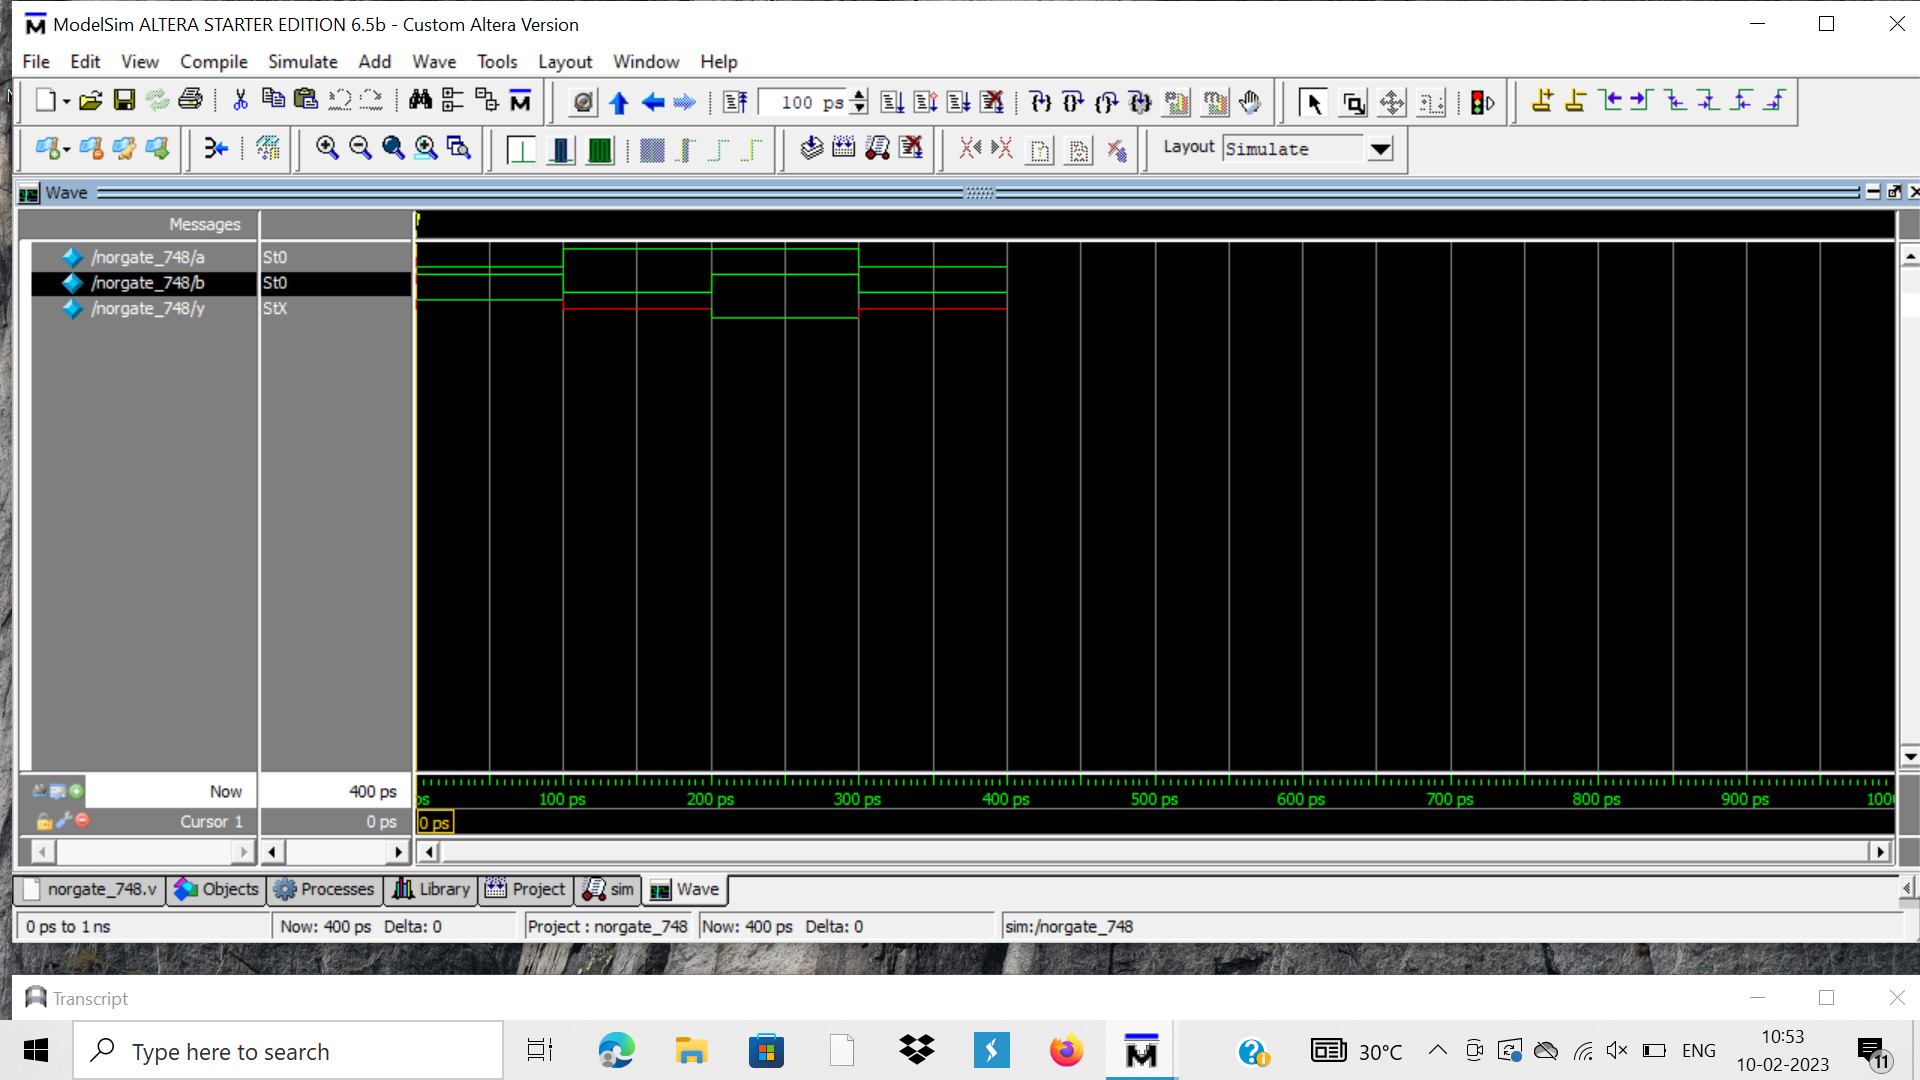 ModelSim ALTERA STARTER EDITION 6.5b - Custom Altera Version
File Edit View Compile Simulate Add Wave Tools Layout Window Help
100 ps
Layout Simulate
Wave
Messages
/norgate_748/a St0
/norgate_748/b St0
/norgate_748/y StX
Now 400 ps
ps 100 ps 200 ps 300 ps 400 ps 500 ps 600 ps 700 ps 800 ps 900 ps 1000
Cursor 1 0 ps 0 ps
norgate_748.v Objects Processes Library Project sim Wave
0 ps to 1 ns Now: 400 ps Delta: 0 Project : norgate_748 Now: 400 ps Delta: 0 sim:/norgate_748
Transcript
Type here to search
30°C
ENG
10:53
10-02-2023
11